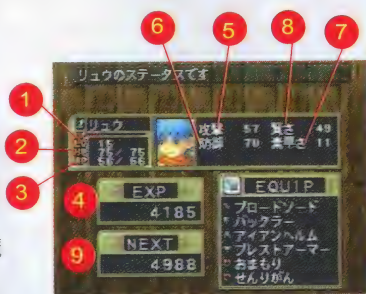 6 5 8 7
リュウのステータスです
1 リュウ 攻撃 57 賢さ 49
2 15 防御 70 素早さ 11
75/75
3
4 EXP EQUIP
4185 ブロードソード
バックラー
9 NEXT アイアンヘルム
4988 ブレストアーマー
おまもり
せんりがん